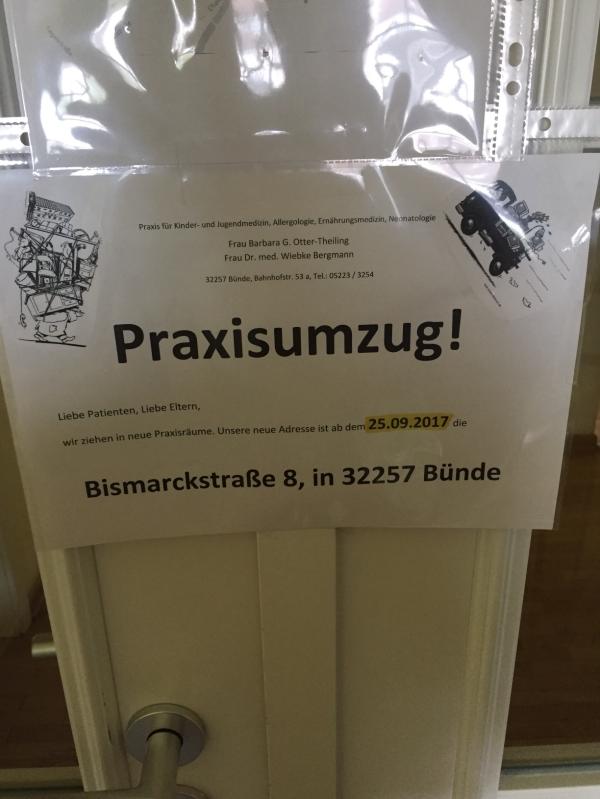 Praxis für Kinder- und Jugendmedizin, Allergologie, Ernährungsmedizin, Neonatologie
Frau Barbara G. Otter-Theiling
Frau Dr. med. Wiebke Bergmann
32257 Bünde, Bahnhofstr. 53 a, Tel.: 05223 / 3254
Praxisumzug!
Liebe Patienten, Liebe Eltern,
wir ziehen in neue Praxisräume. Unsere neue Adresse ist ab dem 25.09.2017 die
Bismarckstraße 8, in 32257 Bünde